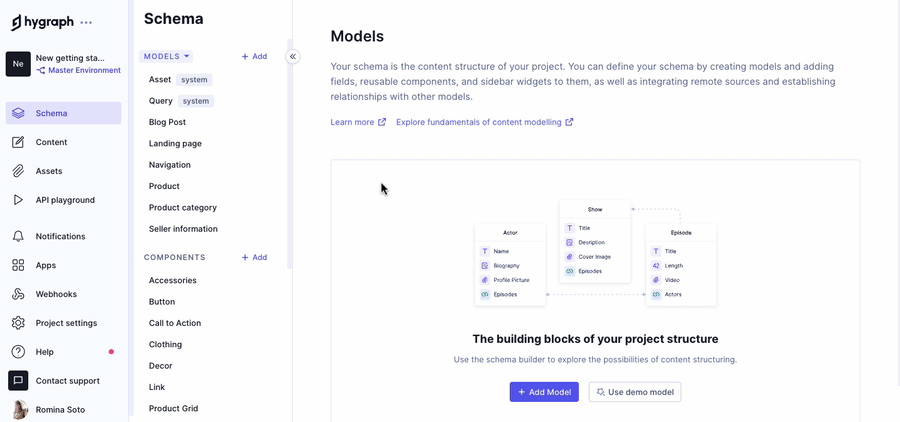 hygraph
Ne
New getting sta...
Master Environment
Schema
Content
Assets
API playground
Notifications
Apps
Webhooks
Project settings
Help
Contact support
Romina Soto
Schema
MODELS
+ Add
Asset system
Query system
Blog Post
Landing page
Navigation
Product
Product category
Seller information
COMPONENTS
+ Add
Accessories
Button
Call to Action
Clothing
Decor
Link
Product Grid
Models
Your schema is the content structure of your project. You can define your schema by creating models and adding
fields, reusable components, and sidebar widgets to them, as well as integrating remote sources and establishing
relationships with other models.
Learn more
Explore fundamentals of content modelling
Actor
Name
Biography
Profile Picture
Episodes
Show
Title
Desription
Cover Image
Episodes
Episode
Title
Length
Video
Actors
The building blocks of your project structure
Use the schema builder to explore the possibilities of content structuring.
+ Add Model
Use demo model